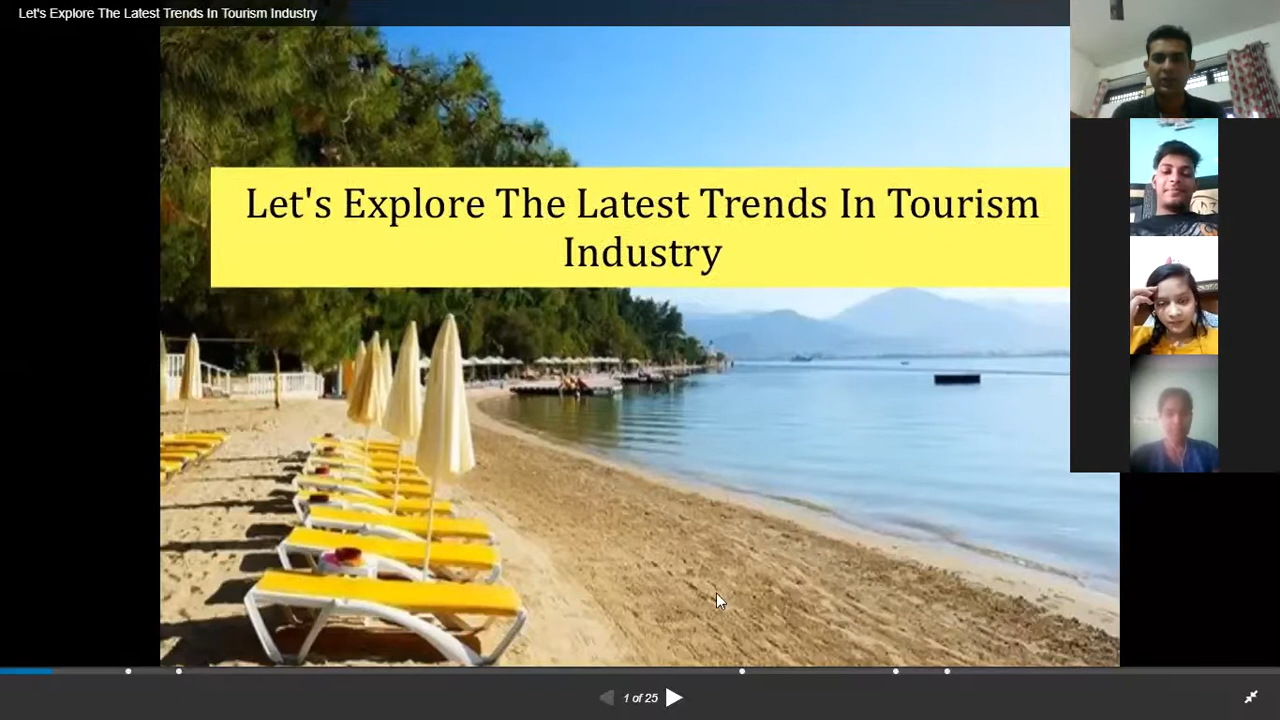 Let's Explore The Latest Trends In Tourism Industry
Let's Explore The Latest Trends In Tourism
Industry
1 of 25